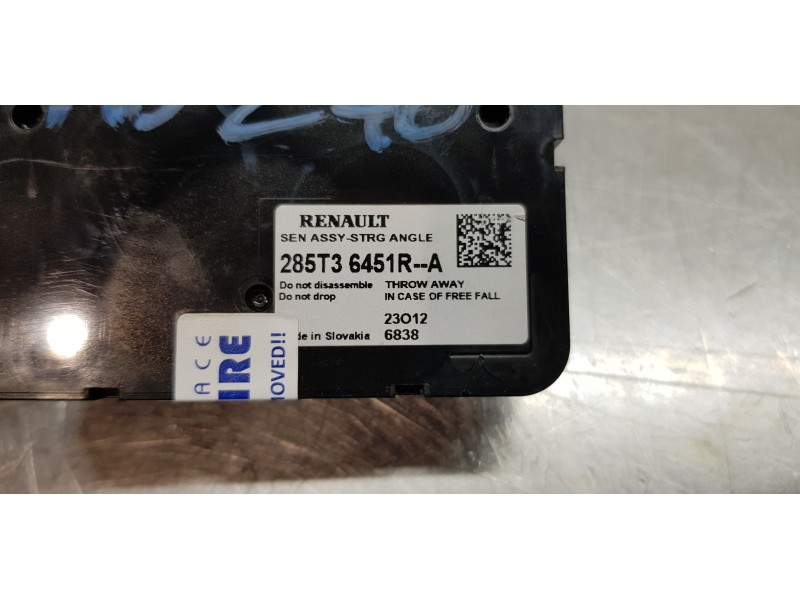 RENAULT
SEN ASSY-STRG ANGLE
285T3 6451R--A
Do not disassemble THROW AWAY
Do not drop IN CASE OF FREE FALL
23O12
in Slovakia 6838
ACE
IRE
MOVED!!